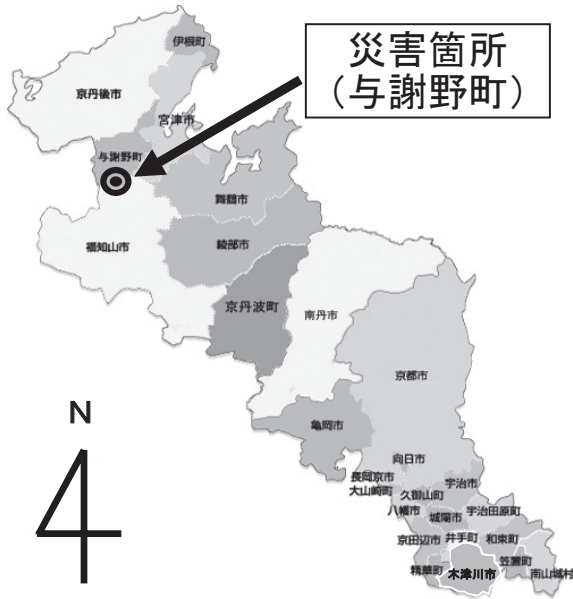 伊根町
災害箇所
（与謝野町）
京丹後市
宮津市
与謝野町
舞鶴市
綾部市
福知山市
京丹波町
南丹市
京都市
N
亀岡市
向日市
長岡京市
大山崎町
宇治市
久御山町
八幡市
城陽市
宇治田原町
京田辺市
井手町
和束町
笠置町
精華町
木津川市
南山城村